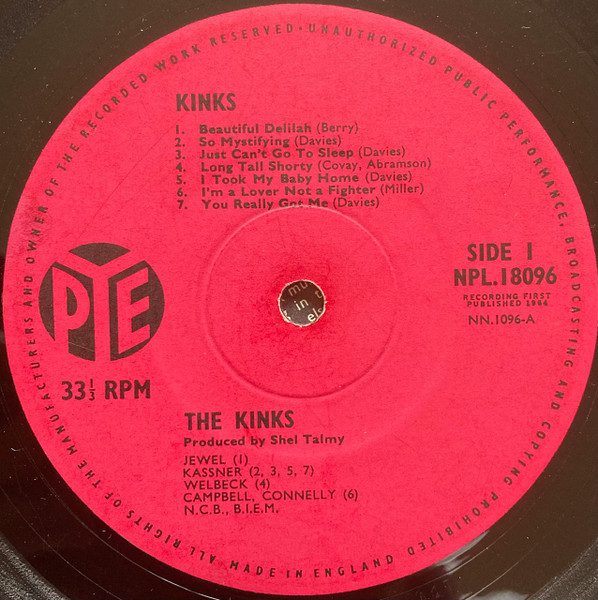 KINKS
1. Beautiful Delilah (Berry)
2. So Mystifying (Davies)
3. Just Can't Go To Sleep (Davies)
4. Long Tall Shorty (Covay, Abramson)
5. I Took My Baby Home (Davies)
6. I'm a Lover Not a Fighter (Miller)
7. You Really Got Me (Davies)
PYE
33⅓ RPM
SIDE 1
NPL.18096
RECORDING FIRST
PUBLISHED 1964
NN.1096-A
mu
in
els
THE KINKS
Produced by Shel Talmy
JEWEL (1)
KASSNER (2, 3, 5, 7)
WELBECK (4)
CAMPBELL, CONNELLY (6)
N.C.B., B.I.E.M.
ALL RIGHTS OF THE MANUFACTURERS AND OWNER OF THE RECORDED WORK RESERVED · UNAUTHORIZED PUBLIC PERFORMANCE, BROADCASTING AND COPYING PROHIBITED
MADE IN ENGLAND